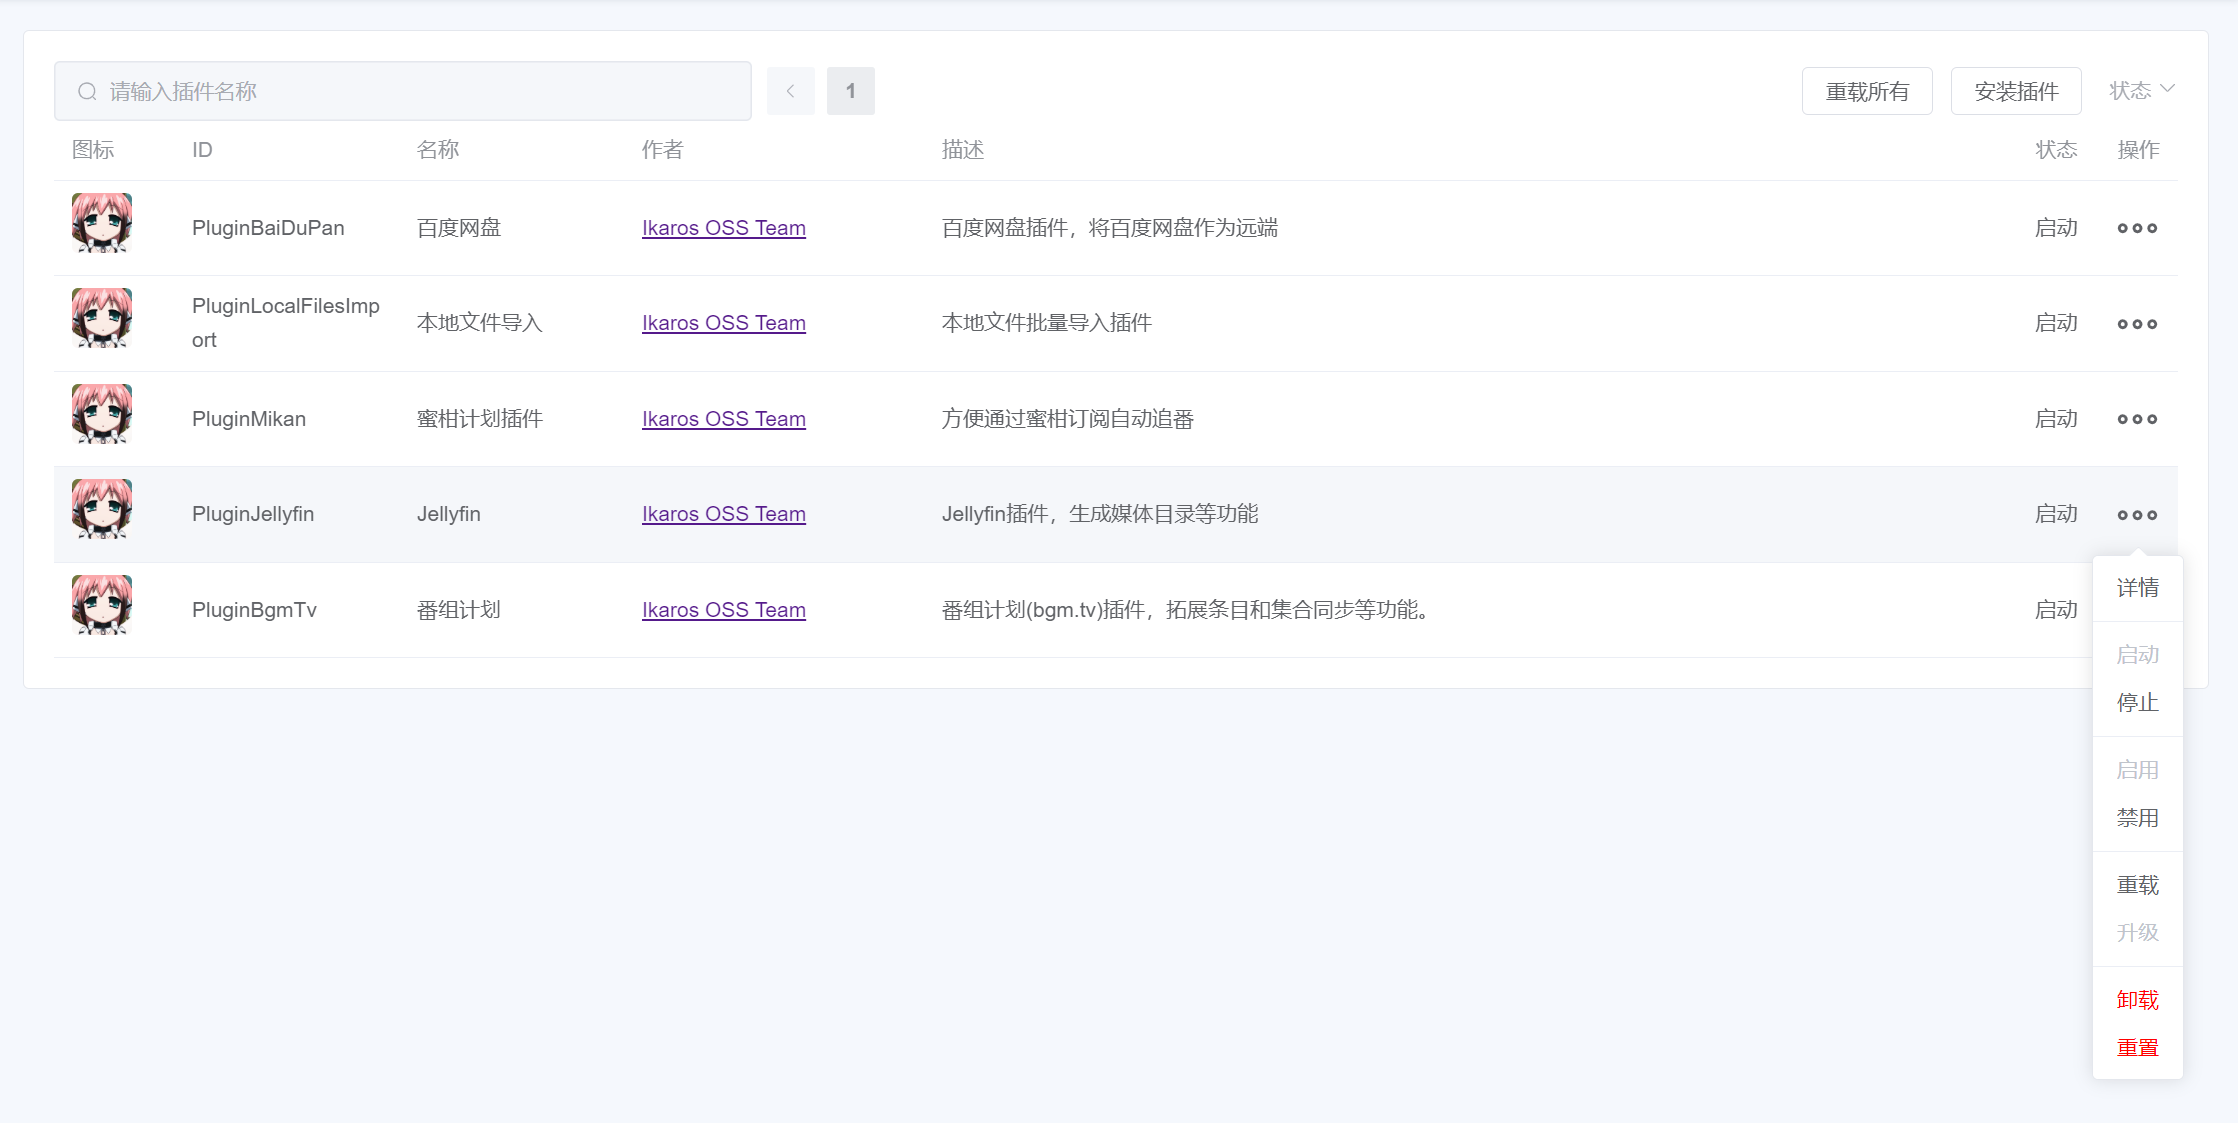 请输入插件名称
1
重载所有
安装插件
状态
图标
ID
名称
作者
描述
状态
操作
PluginBaiDuPan
百度网盘
Ikaros OSS Team
百度网盘插件，将百度网盘作为远端
启动
PluginLocalFilesImp
ort
本地文件导入
Ikaros OSS Team
本地文件批量导入插件
启动
PluginMikan
蜜柑计划插件
Ikaros OSS Team
方便通过蜜柑订阅自动追番
启动
PluginJellyfin
Jellyfin
Ikaros OSS Team
Jellyfin插件，生成媒体目录等功能
启动
PluginBgmTv
番组计划
Ikaros OSS Team
番组计划(bgm.tv)插件，拓展条目和集合同步等功能。
启动
详情
启动
停止
启用
禁用
重载
升级
卸载
重置